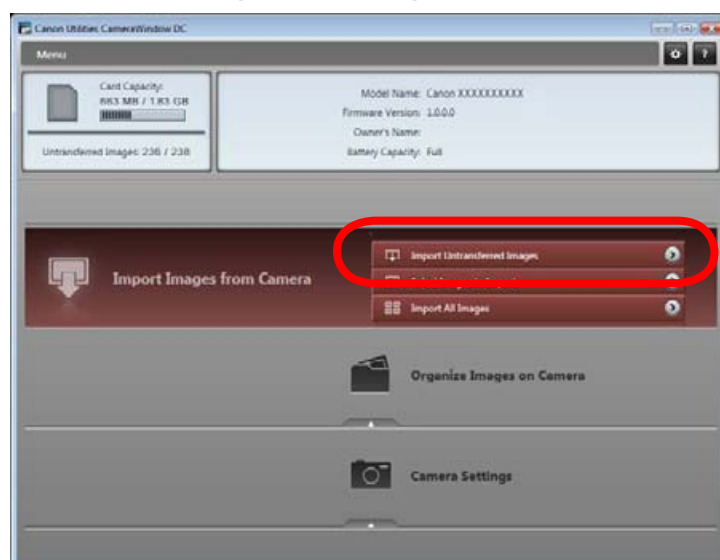 Canon Utilities CameraWindow DC
Menu
?
Card Capacity:
663 MB / 1.83 GB
Untransferred Images: 236 / 238
Model Name: Canon XXXXXXXXXX
Firmware Version: 1.0.0.0
Owner's Name:
Battery Capacity: Full
Import Images from Camera
Import Untransferred Images
Import All Images
Organize Images on Camera
Camera Settings